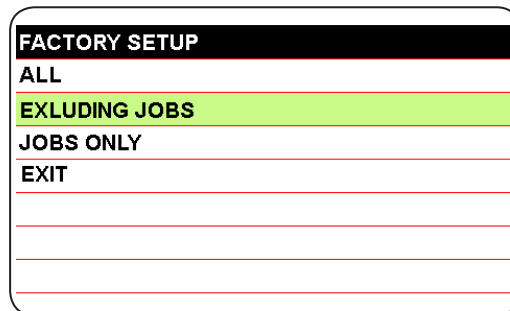 FACTORY SETUP
ALL
EXLUDING JOBS
JOBS ONLY
EXIT